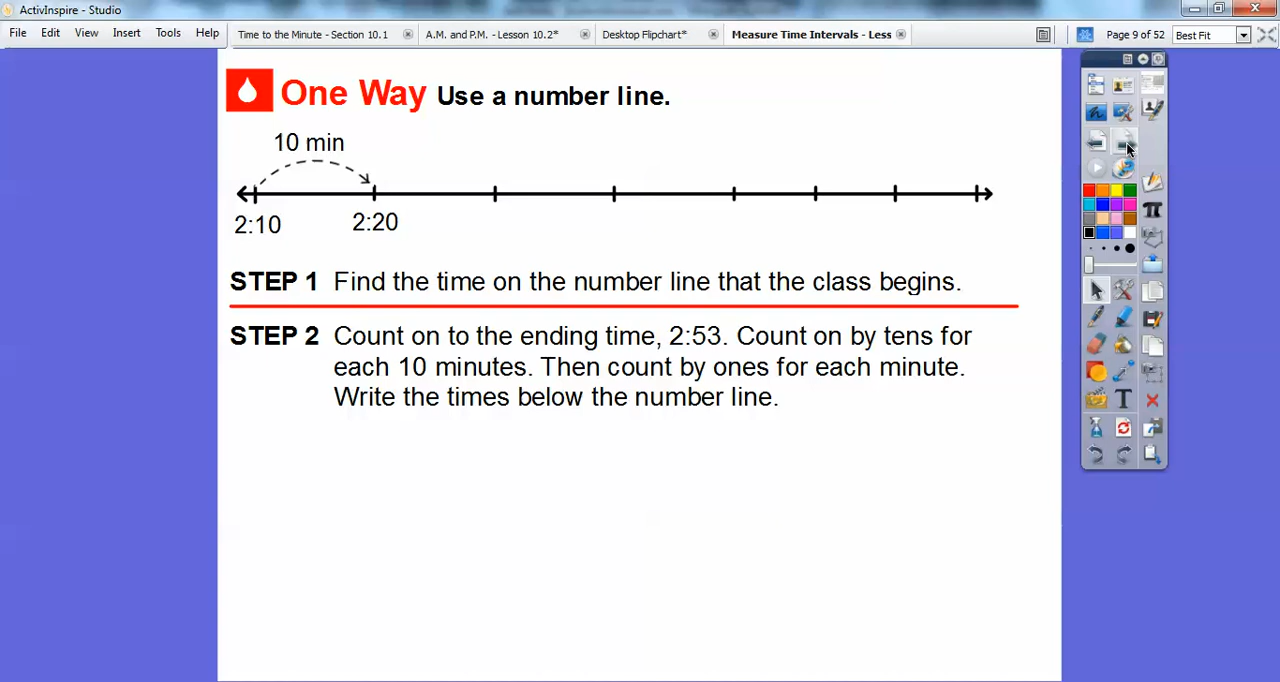 ActivInspire - Studio
File Edit View Insert Tools Help
Time to the Minute - Section 10.1
A.M. and P.M. - Lesson 10.2*
Desktop Flipchart*
Measure Time Intervals - Less
Page 9 of 52
Best Fit
One Way Use a number line.
10 min
2:10
2:20
STEP 1 Find the time on the number line that the class begins.
STEP 2 Count on to the ending time, 2:53. Count on by tens for
each 10 minutes. Then count by ones for each minute.
Write the times below the number line.